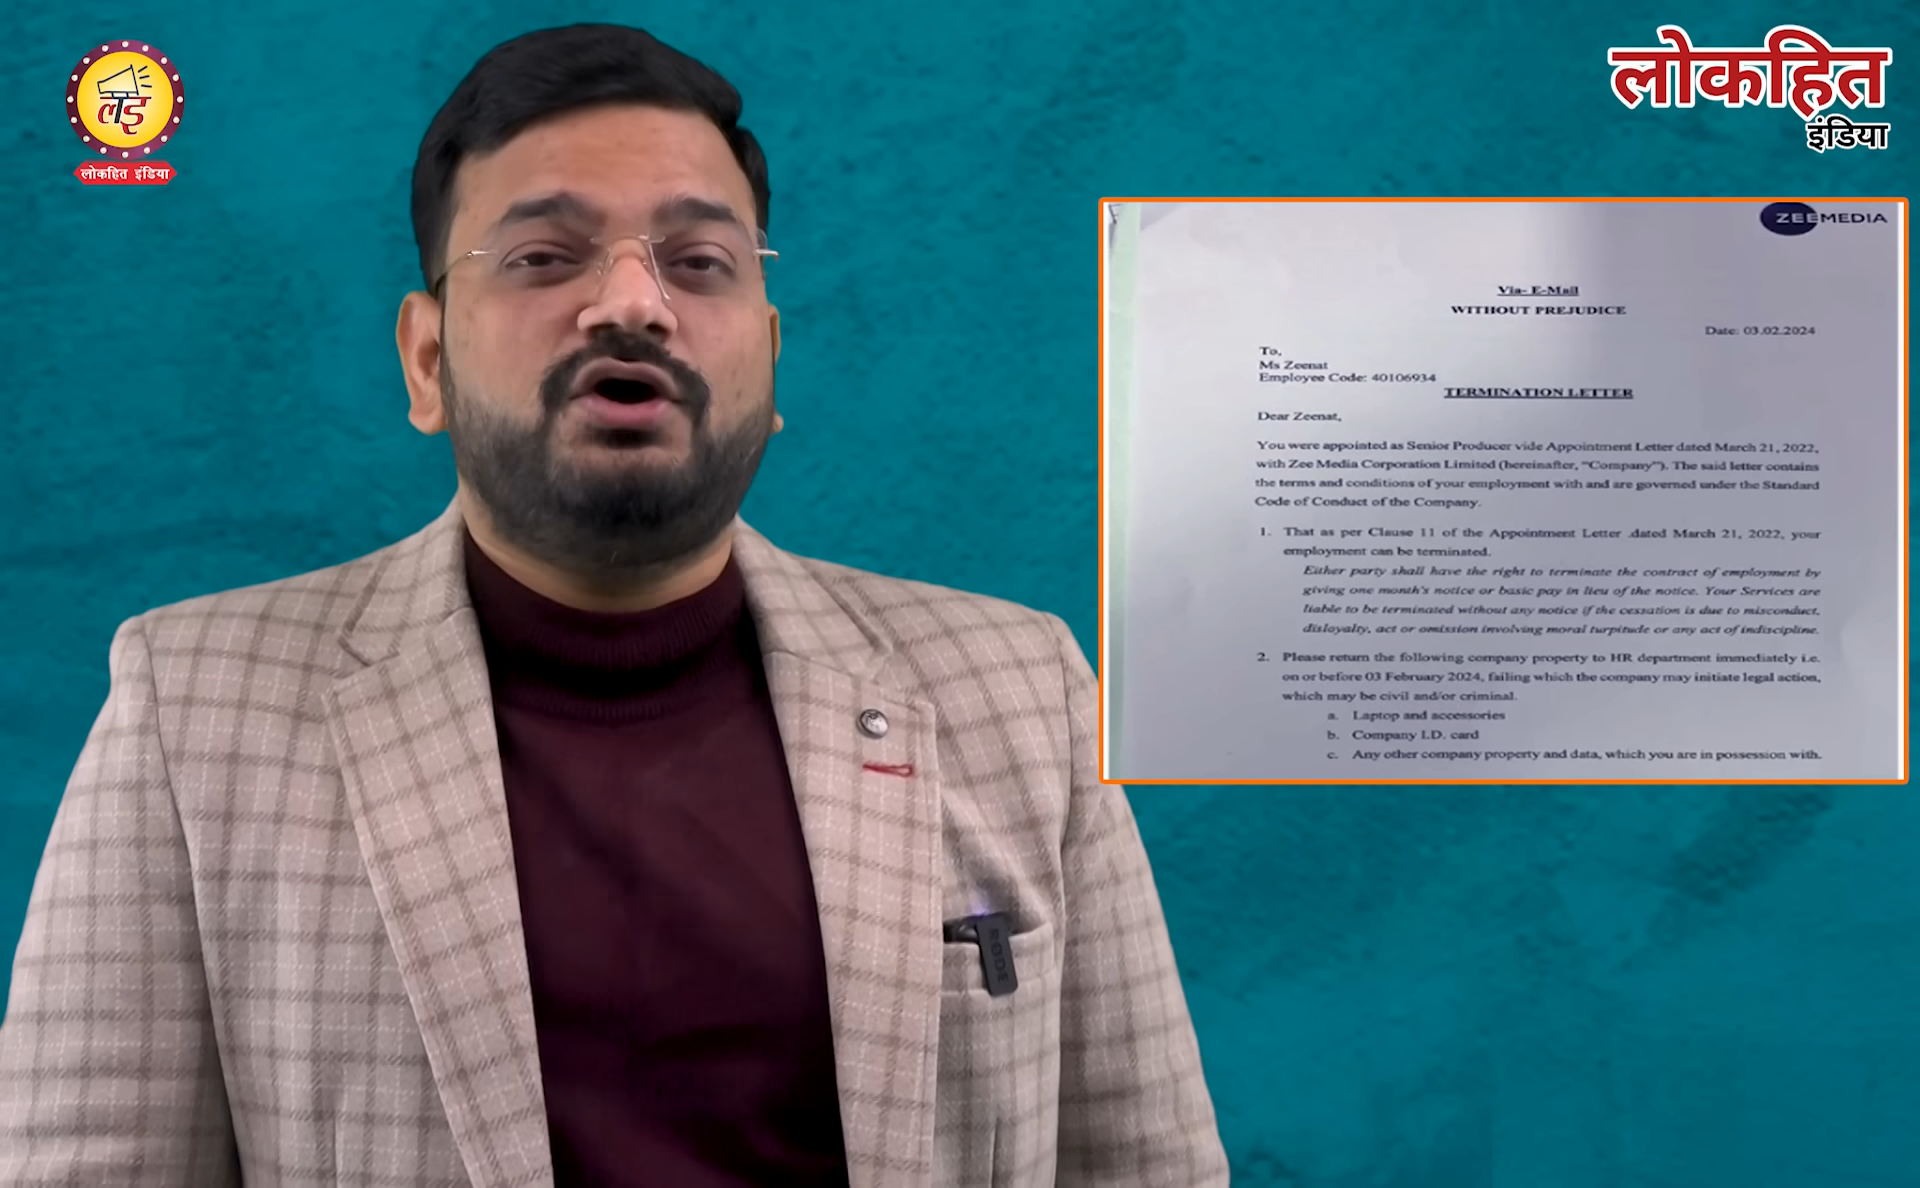 लइ
लोकहित इंडिया
लोकहित
इंडिया
ZEEMEDIA
Via- E-Mail
WITHOUT PREJUDICE
Date: 03.02.2024
To,
Ms Zeenat
Employee Code: 40106934
TERMINATION LETTER
Dear Zeenat,
You were appointed as Senior Producer vide Appointment Letter dated March 21, 2022,
with Zee Media Corporation Limited (hereinafter, “Company”). The said letter contains
the terms and conditions of your employment with and are governed under the Standard
Code of Conduct of the Company.
1. That as per Clause 11 of the Appointment Letter .dated March 21, 2022, your
employment can be terminated.
Either party shall have the right to terminate the contract of employment by
giving one month's notice or basic pay in lieu of the notice. Your Services are
liable to be terminated without any notice if the cessation is due to misconduct,
disloyalty, act or omission involving moral turpitude or any act of indiscipline.
2. Please return the following company property to HR department immediately i.e.
on or before 03 February 2024, failing which the company may initiate legal action,
which may be civil and/or criminal.
a. Laptop and accessories
b. Company I.D. card
c. Any other company property and data, which you are in possession with.